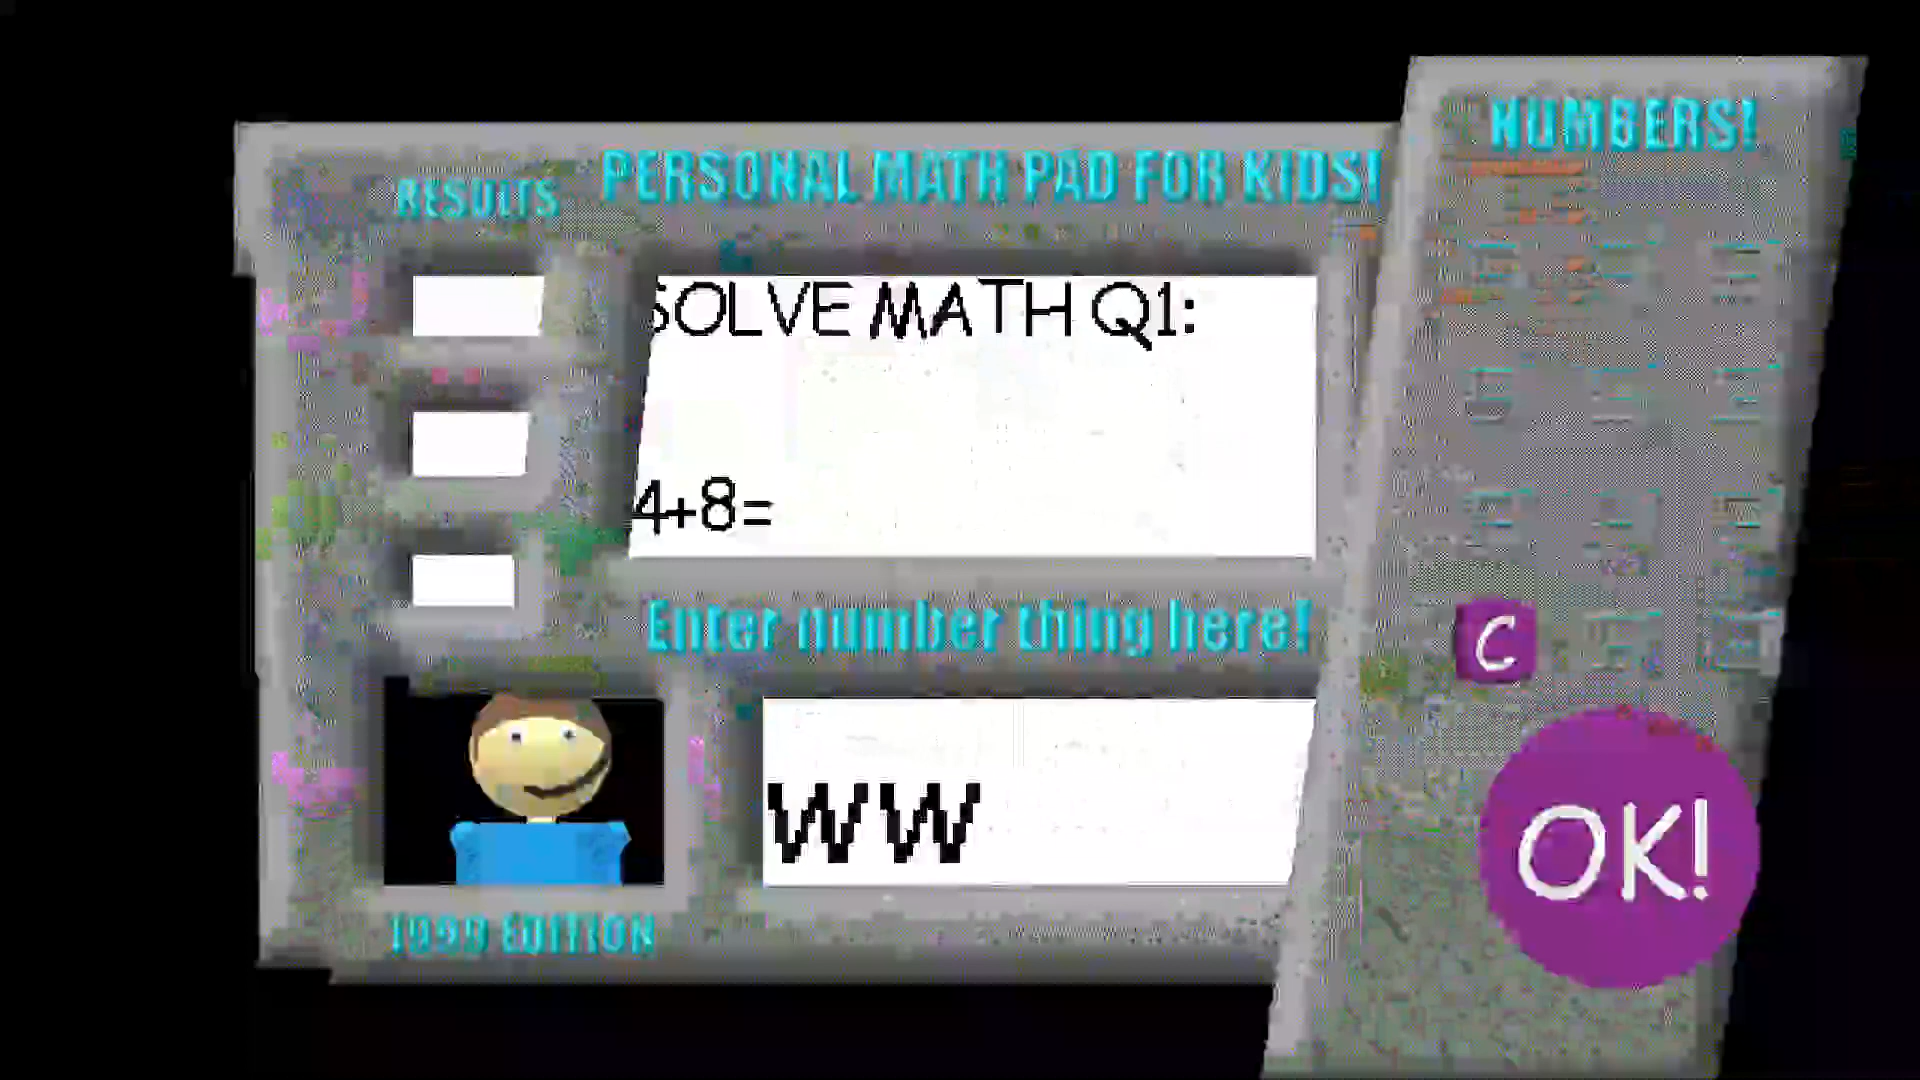 NUMBERS!
RESULTS
PERSONAL MATH PAD FOR KIDS!
SOLVE MATH Q1:
4+8=
Enter number thing here!
C
WW
OK!
1999 EDITION